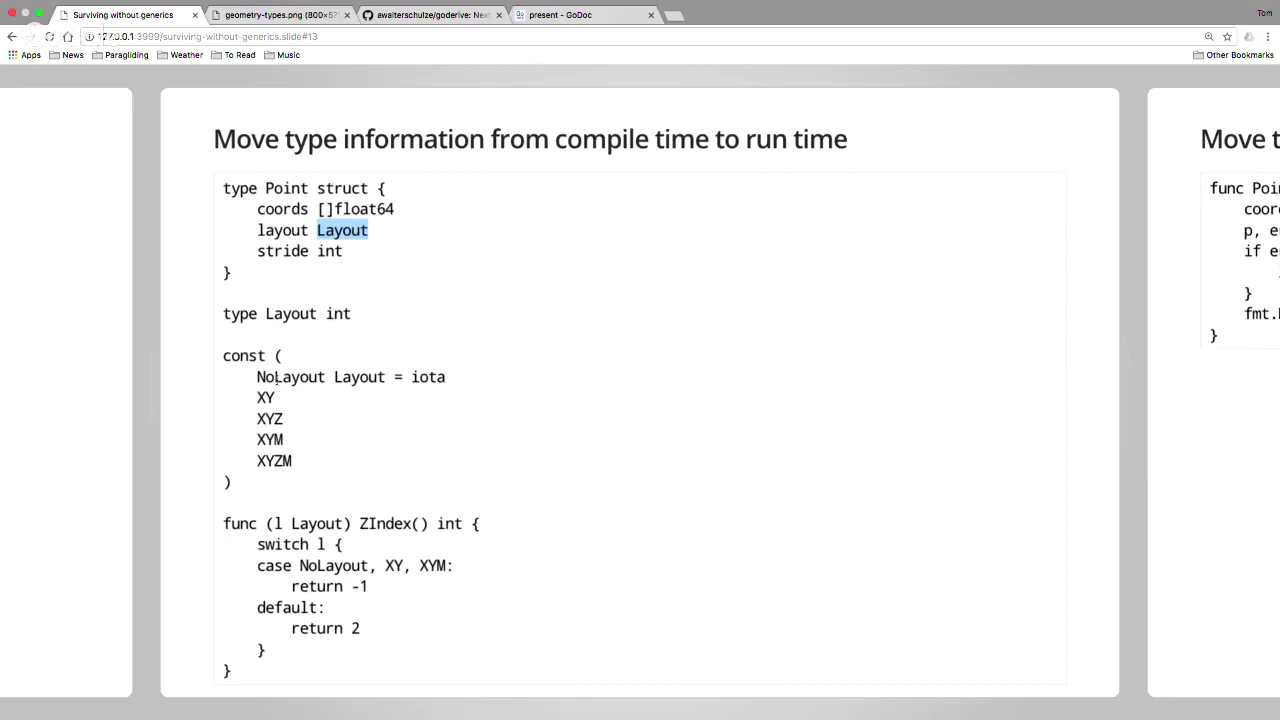 Surviving without generics
geometry-types.png (800×57
awalterschulze/goderive: Nex
present - GoDoc
Tom
127.0.0.1:3999/surviving-without-generics.slide#13
Apps
News
Paragliding
Weather
To Read
Music
Other Bookmarks
Move type information from compile time to run time
type Point struct {
    coords []float64
    layout Layout
    stride int
}
type Layout int
const (
    NoLayout Layout = iota
    XY
    XYZ
    XYM
    XYZM
)
func (l Layout) ZIndex() int {
    switch l {
    case NoLayout, XY, XYM:
        return -1
    default:
        return 2
    }
}
Move t
func Poi
coor
p, e
if e
}
fmt.
}